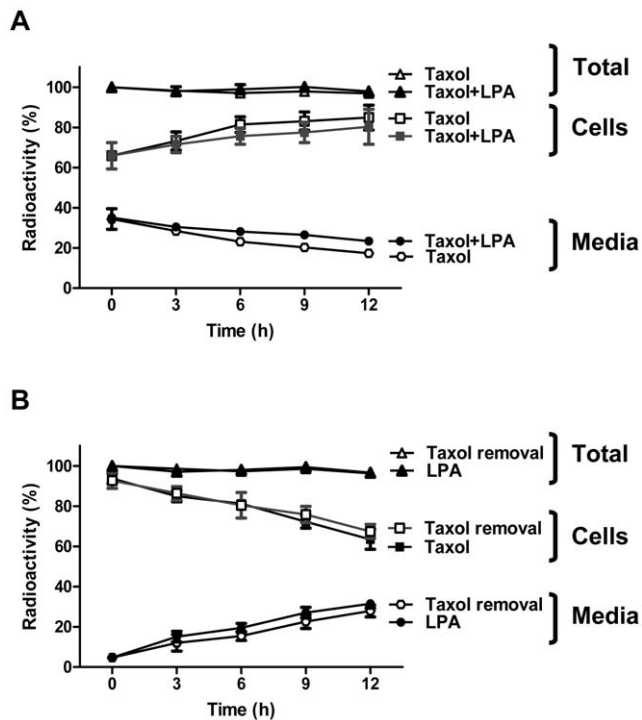 A
Radioactivity (%)
100
80
60
40
20
0
0 3 6 9 12
Time (h)
Taxol
Taxol+LPA
Total
Taxol
Taxol+LPA
Cells
Taxol+LPA
Taxol
Media
B
Radioactivity (%)
100
80
60
40
20
0
0 3 6 9 12
Time (h)
Taxol removal
LPA
Total
Taxol removal
Taxol
Cells
Taxol removal
LPA
Media